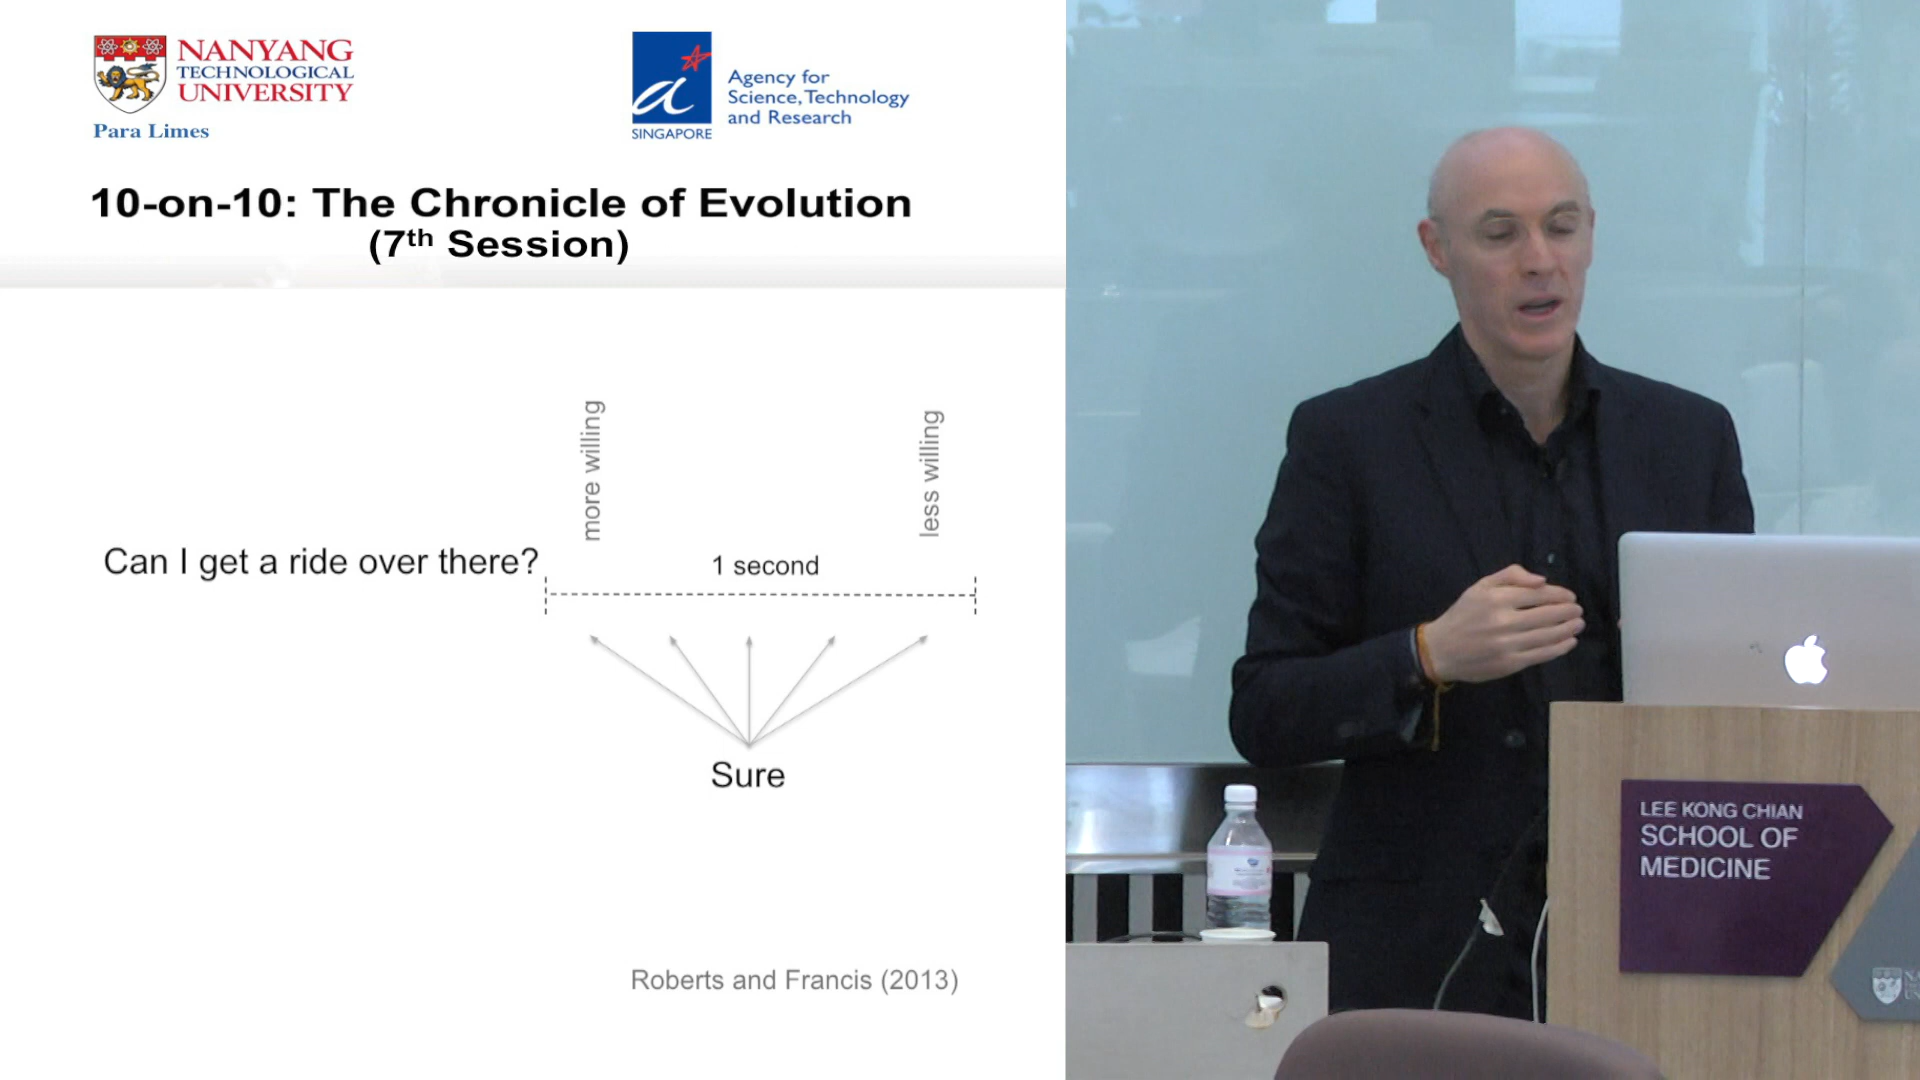 NANYANG
TECHNOLOGICAL
UNIVERSITY
Para Limes
SINGAPORE
Agency for
Science, Technology
and Research
10-on-10: The Chronicle of Evolution
(7th Session)
more willing
less willing
Can I get a ride over there?
1 second
Sure
Roberts and Francis (2013)
LEE KONG CHIAN
SCHOOL OF
MEDICINE